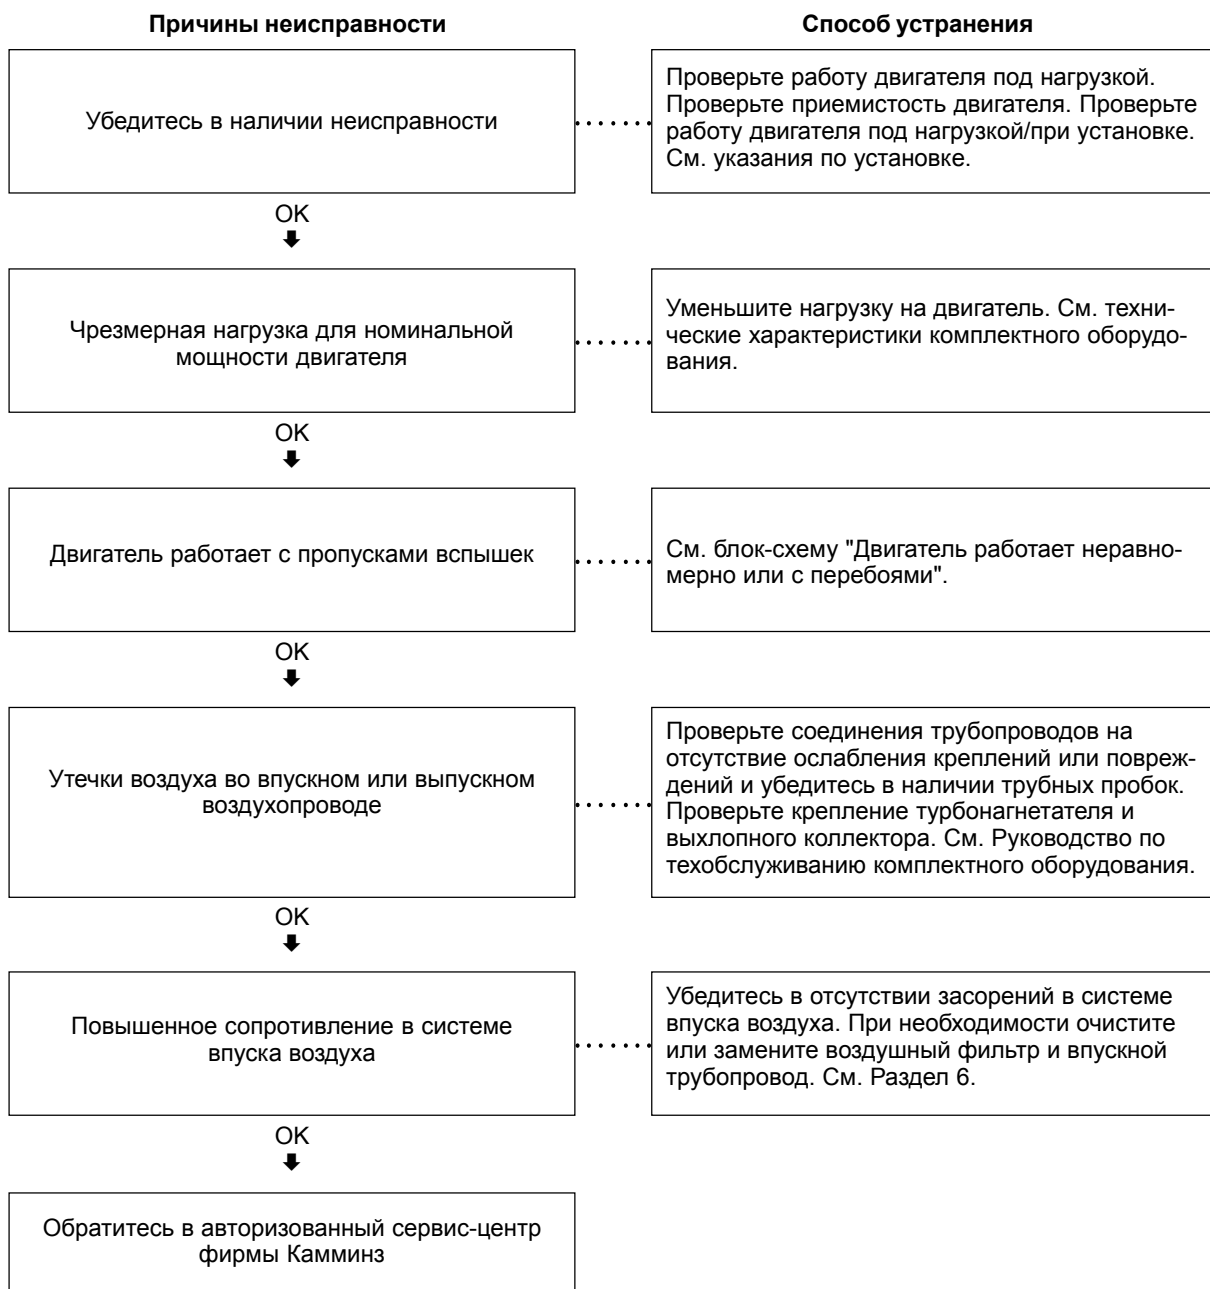 Причины неисправности
Способ устранения
Убедитесь в наличии неисправности
Проверьте работу двигателя под нагрузкой.
Проверьте приемистость двигателя. Проверьте
работу двигателя под нагрузкой/при установке.
См. указания по установке.
OK
Чрезмерная нагрузка для номинальной
мощности двигателя
Уменьшите нагрузку на двигатель. См. техни-
ческие характеристики комплектного оборудо-
вания.
OK
Двигатель работает с пропусками вспышек
См. блок-схему "Двигатель работает неравно-
мерно или с перебоями".
OK
Утечки воздуха во впускном или выпускном
воздухопроводе
Проверьте соединения трубопроводов на
отсутствие ослабления креплений или повреж-
дений и убедитесь в наличии трубных пробок.
Проверьте крепление турбонагнетателя и
выхлопного коллектора. См. Руководство по
техобслуживанию комплектного оборудования.
OK
Повышенное сопротивление в системе
впуска воздуха
Убедитесь в отсутствии засорений в системе
впуска воздуха. При необходимости очистите
или замените воздушный фильтр и впускной
трубопровод. См. Раздел 6.
OK
Обратитесь в авторизованный сервис-центр
фирмы Камминз